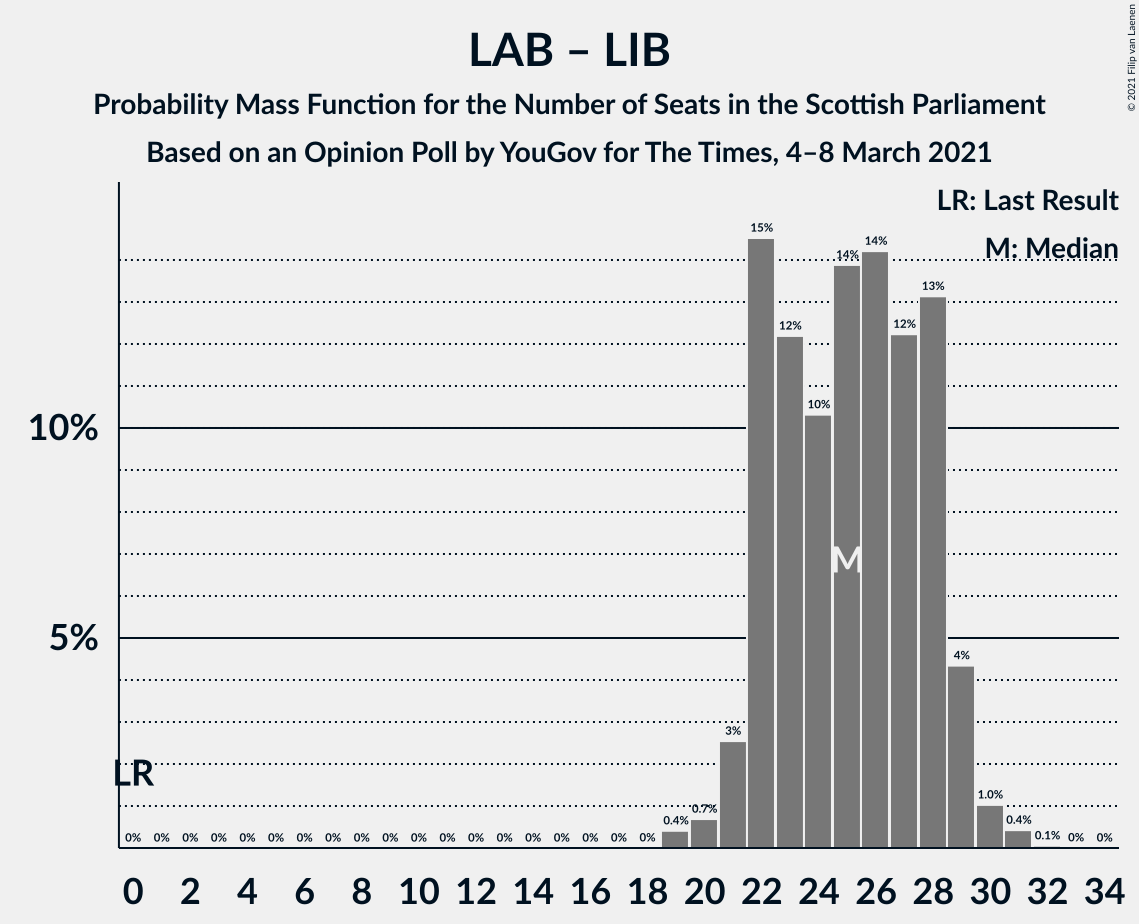 LAB – LIB
Probability Mass Function for the Number of Seats in the Scottish Parliament
Based on an Opinion Poll by YouGov for The Times, 4–8 March 2021
© 2021 Filip van Laenen
LR: Last Result
M: Median
10%
5%
15%
12%
10%
14%
14%
12%
13%
M
3%
4%
LR
0% 0% 0% 0% 0% 0% 0% 0% 0% 0% 0% 0% 0% 0% 0% 0% 0% 0% 0% 0.4% 0.7% 1.0% 0.4% 0.1% 0% 0%
0 2 4 6 8 10 12 14 16 18 20 22 24 26 28 30 32 34